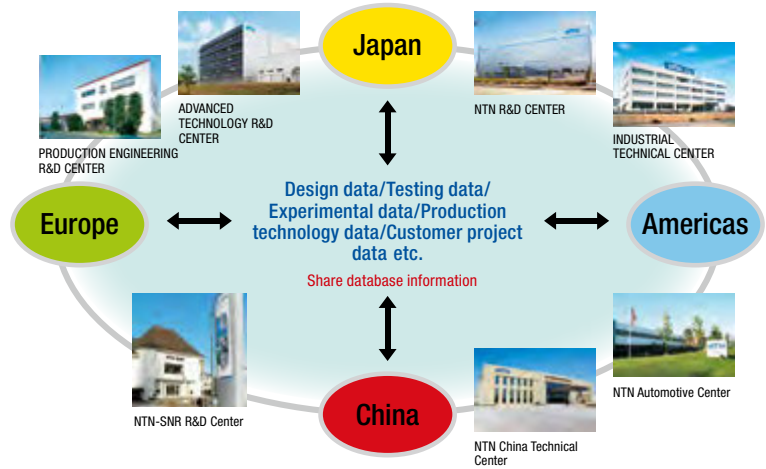 Japan
ADVANCED
TECHNOLOGY R&D
CENTER
NTN R&D CENTER
PRODUCTION ENGINEERING
R&D CENTER
INDUSTRIAL
TECHNICAL CENTER
Europe
Design data/Testing data/
Experimental data/Production
technology data/Customer project
data etc.
Share database information
Americas
NTN-SNR R&D Center
China
NTN China Technical
Center
NTN Automotive Center